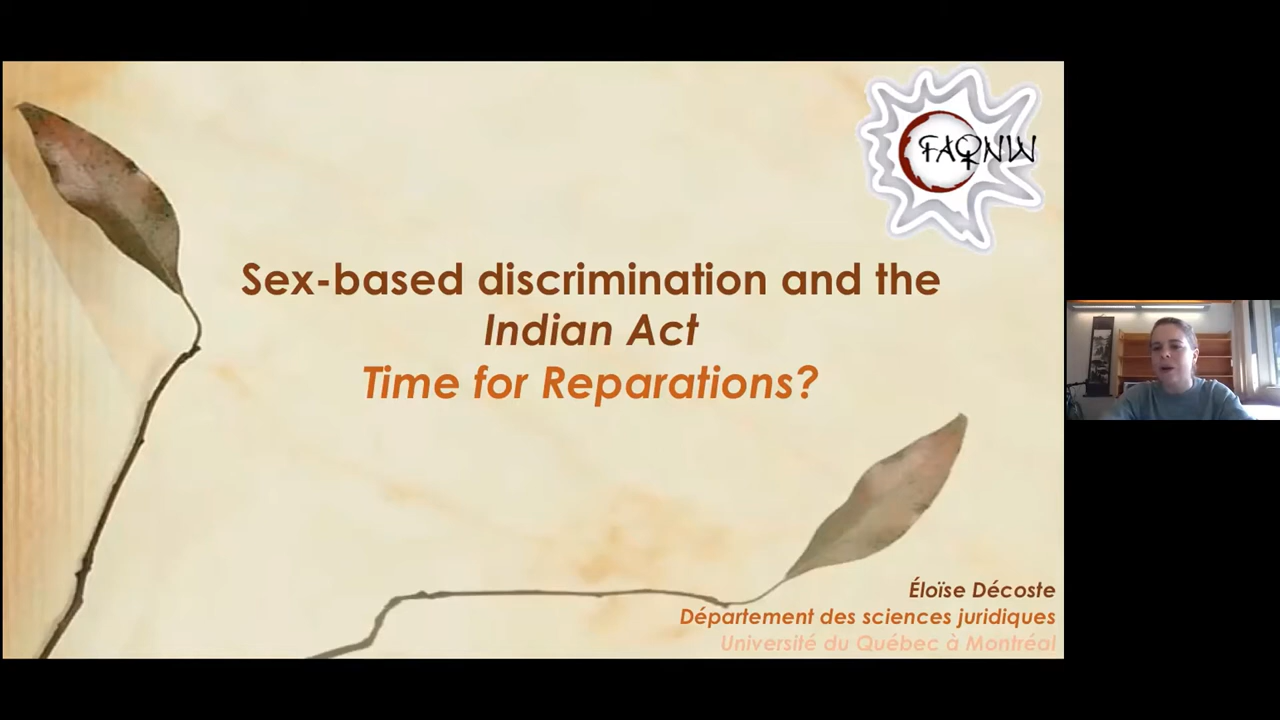 FAQNW
Sex-based discrimination and the
Indian Act
Time for Reparations?
Éloïse Décoste
Département des sciences juridiques
Université du Québec à Montréal